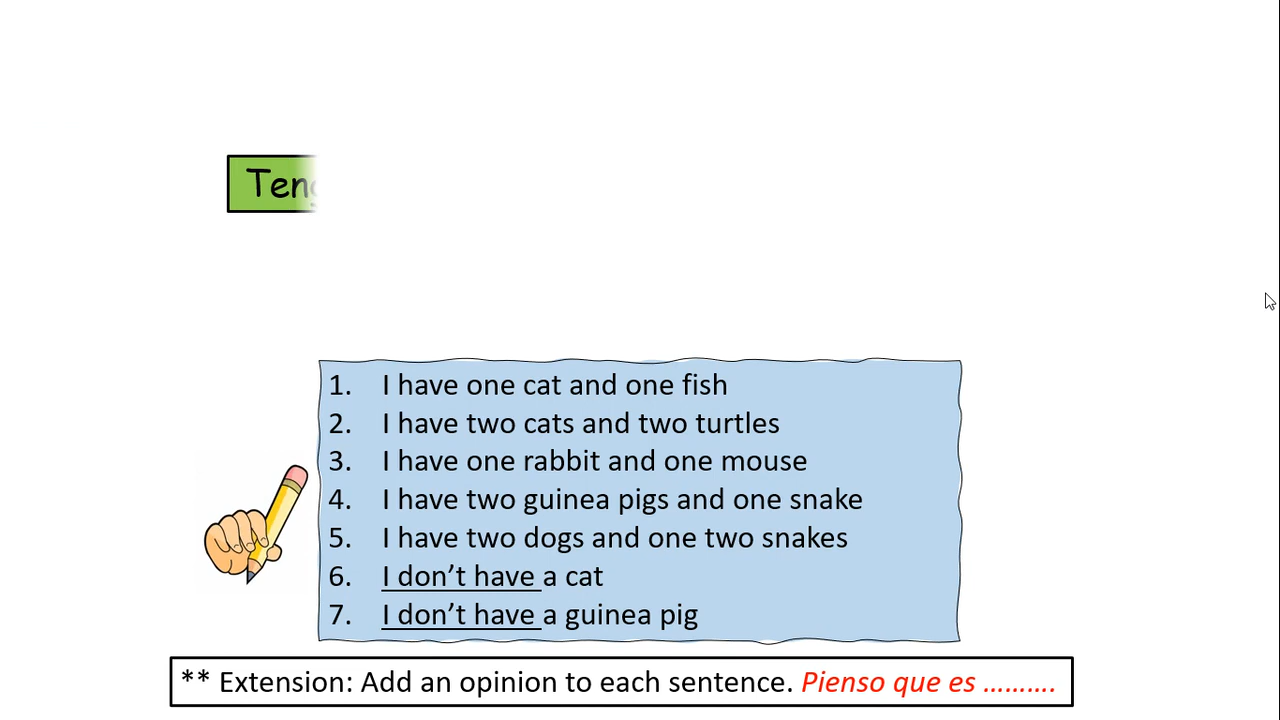 1. I have one cat and one fish
2. I have two cats and two turtles
3. I have one rabbit and one mouse
4. I have two guinea pigs and one snake
5. I have two dogs and one two snakes
6. I don’t have a cat
7. I don’t have a guinea pig
** Extension: Add an opinion to each sentence. Pienso que es ……….